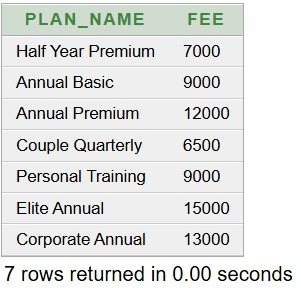 PLAN_NAME FEE
Half Year Premium 7000
Annual Basic 9000
Annual Premium 12000
Couple Quarterly 6500
Personal Training 9000
Elite Annual 15000
Corporate Annual 13000
7 rows returned in 0.00 seconds